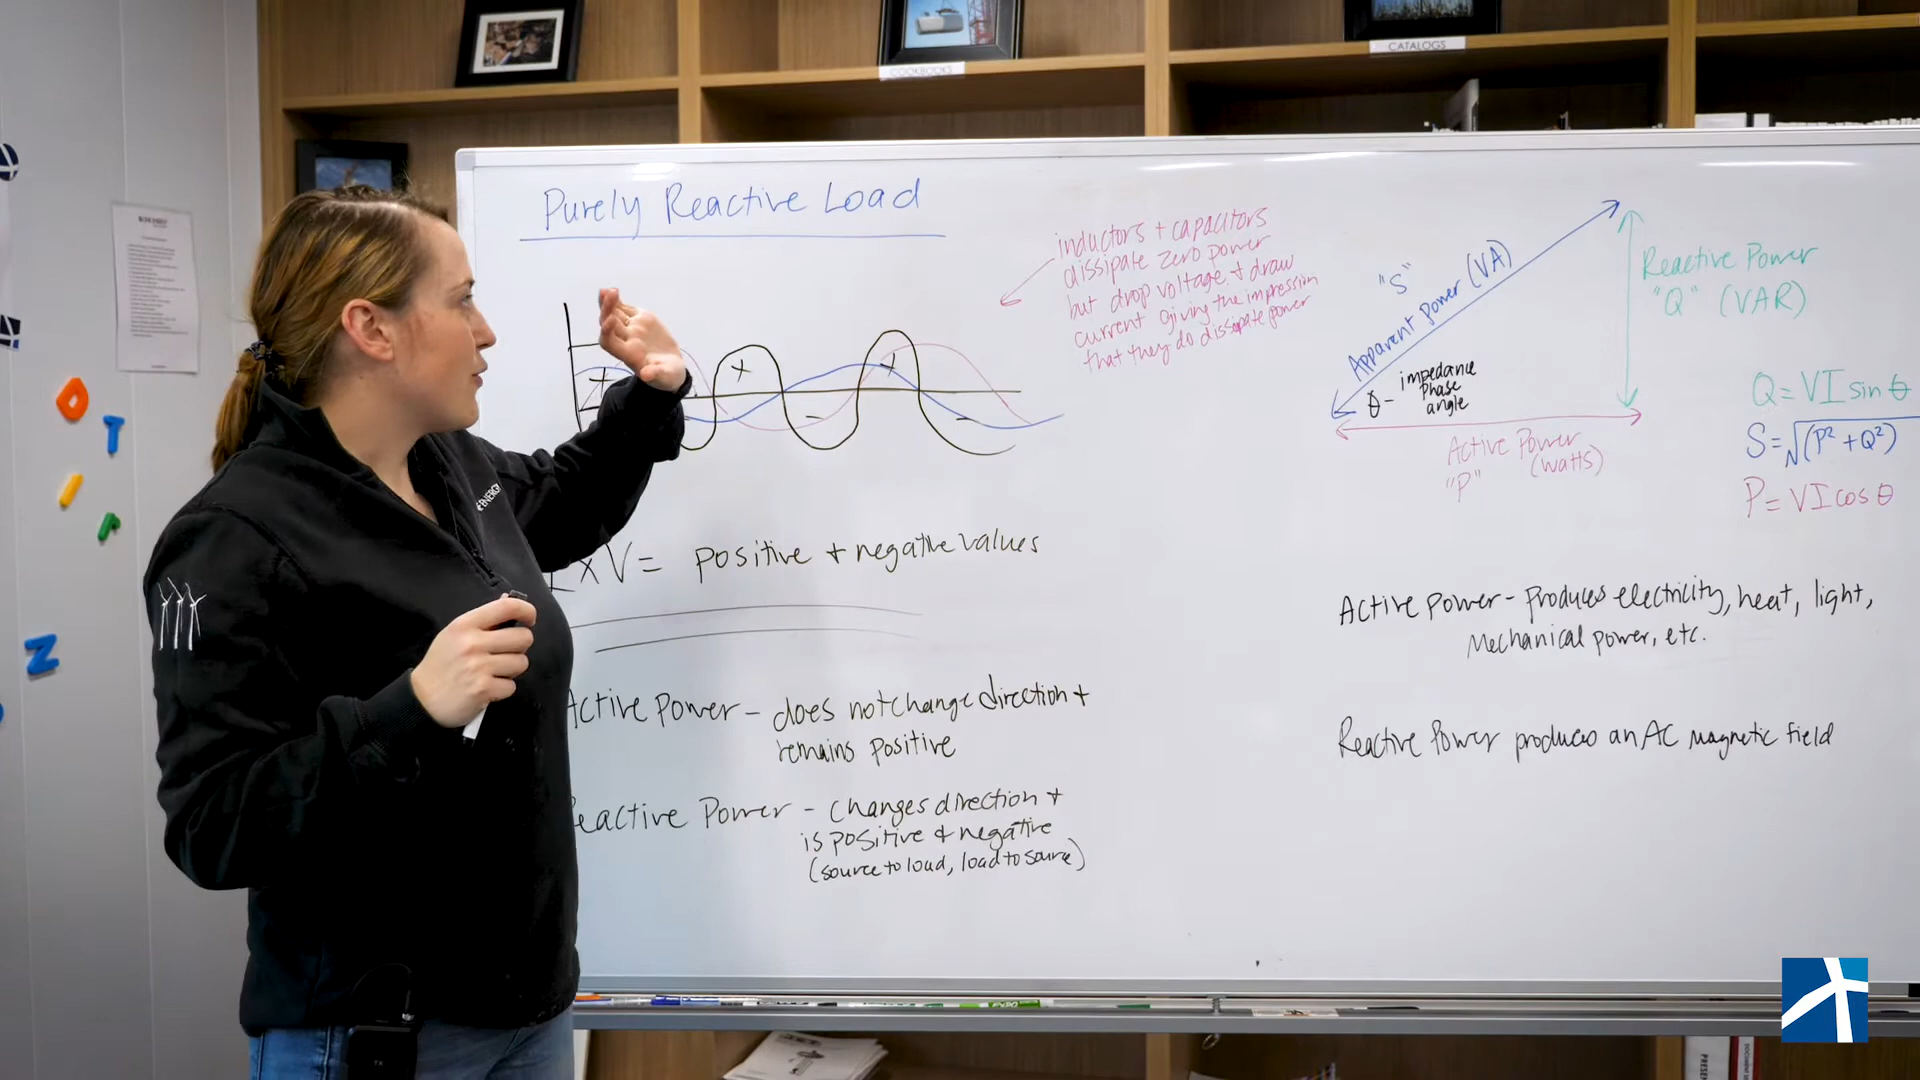 COOKBOOKS
CATALOGS
Purely Reactive Load
inductors + capacitors
dissipate zero power
but drop voltage + draw
current giving the impression
that they do dissipate power
+
+
+
-
-
x V = positive + negative values
Active Power - does not change direction +
remains positive
Reactive Power - changes direction +
is positive & negative
(source to load, load to source)
"S"
Apparent Power (VA)
θ - impedance
phase
angle
Reactive Power
"Q" (VAR)
Active Power
"P" (watts)
Q = VI sin θ
S = √(P² + Q²)
P = VI cos θ
Active Power - produces electricity, heat, light,
Mechanical power, etc.
Reactive Power produces an AC magnetic field
ENERGY
O
T
Z